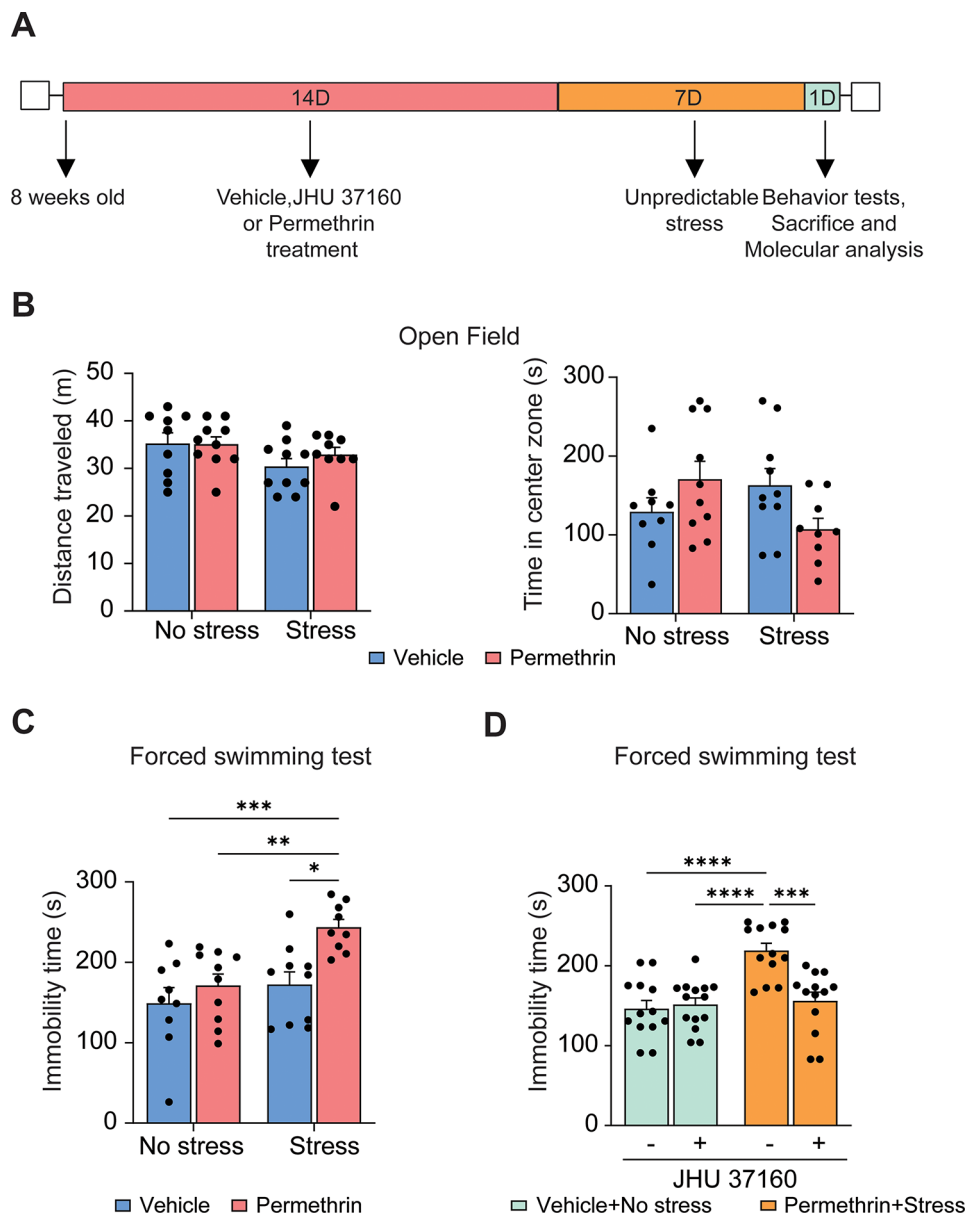 A
14D
7D
1D
8 weeks old
Vehicle,JHU 37160
or Permethrin
treatment
Unpredictable
stress
Behavior tests,
Sacrifice and
Molecular analysis
B
Open Field
Distance traveled (m)
50
40
30
20
10
0
No stress
Stress
Time in center zone (s)
300
200
100
0
No stress
Stress
Vehicle
Permethrin
C
Forced swimming test
***
**
*
Immobility time (s)
300
200
100
0
No stress
Stress
Vehicle
Permethrin
D
Forced swimming test
****
****
***
Immobility time (s)
300
200
100
0
- + - +
JHU 37160
Vehicle+No stress
Permethrin+Stress